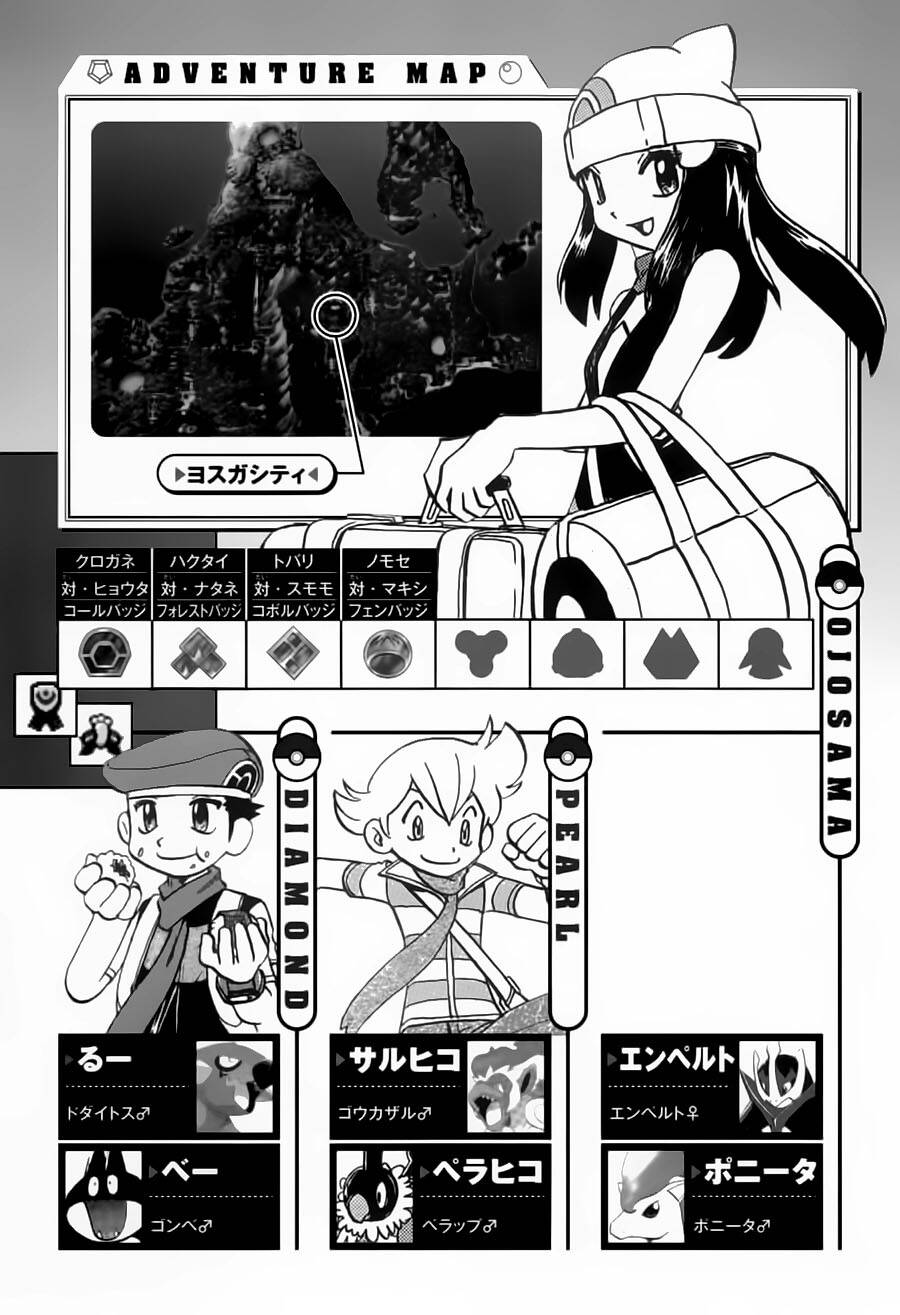 ADVENTURE MAP
ヨスガシティ
クロガネ
対・ヒョウタ
コールバッジ
ハクタイ
対・ナタネ
フォレストバッジ
トバリ
対・スモモ
コボルバッジ
ノモセ
対・マキシ
フェンバッジ
OJOSAMA
DIAMOND
PEARL
るー
ドダイトス♂
サルヒコ
ゴウカザル♂
エンペルト
エンペルト♀
べー
ゴンベ♂
ペラヒコ
ペラップ♂
ポニータ
ポニータ♂